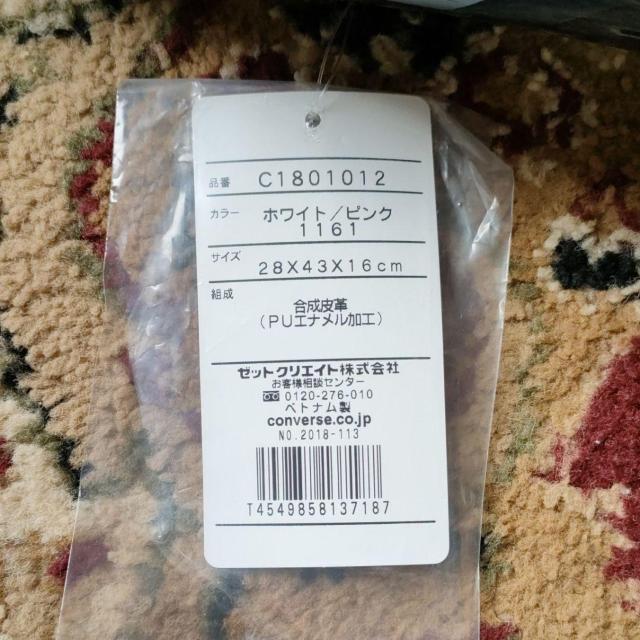 品番 C1801012
カラー ホワイト/ピンク
1161
サイズ 28X43X16cm
組成 合成皮革
(PUエナメル加工)
ゼットクリエイト株式会社
お客様相談センター
0120-276-010
ベトナム製
converse.co.jp
NO.2018-113
T4549858137187